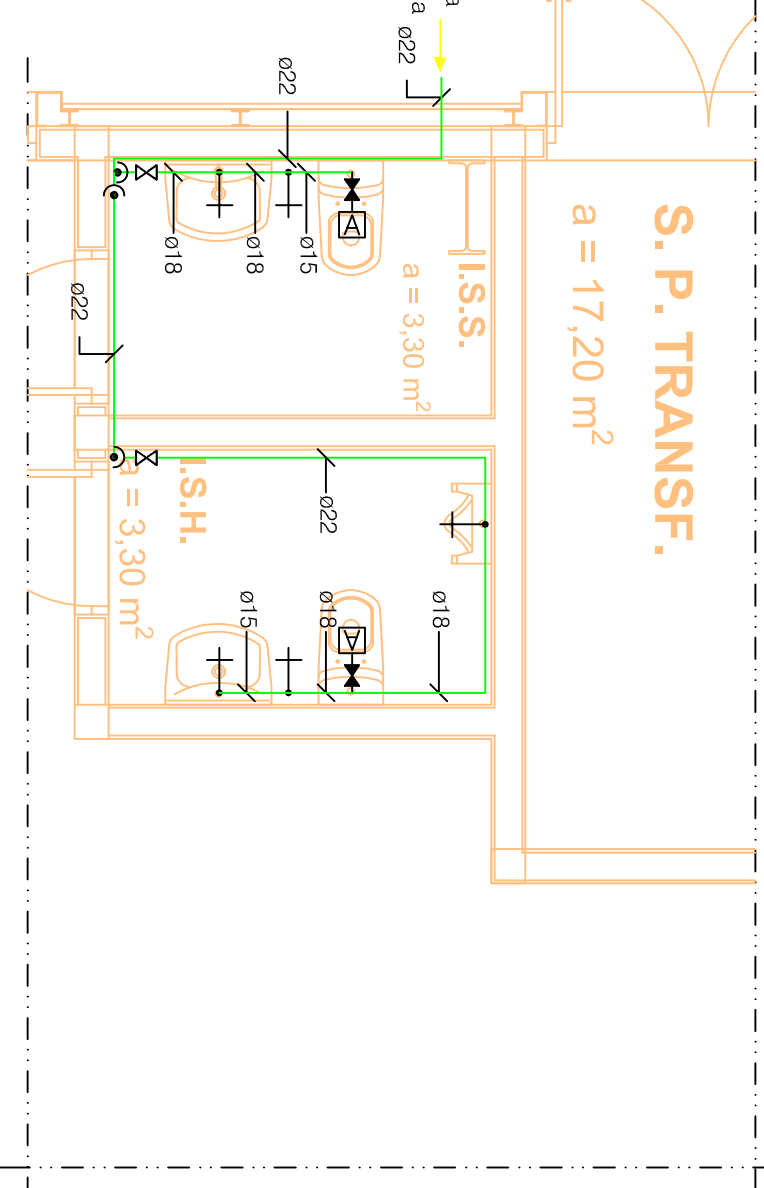 S. P. TRANSF.
a = 17,20 m²
I.S.S.
a = 3,30 m²
I.S.H.
a = 3,30 m²
a
a
ø22
ø22
ø15
ø18
ø18
ø22
ø22
ø18
ø18
ø15
A
A